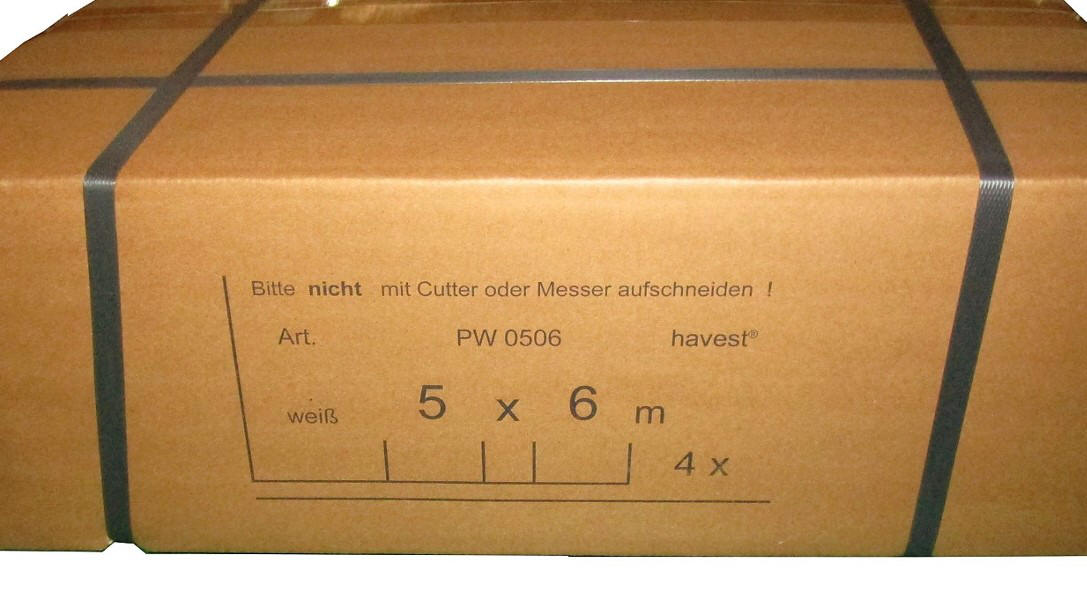 Bitte nicht mit Cutter oder Messer aufschneiden !
Art. PW 0506 havest®
weiß 5 x 6 m
4 x